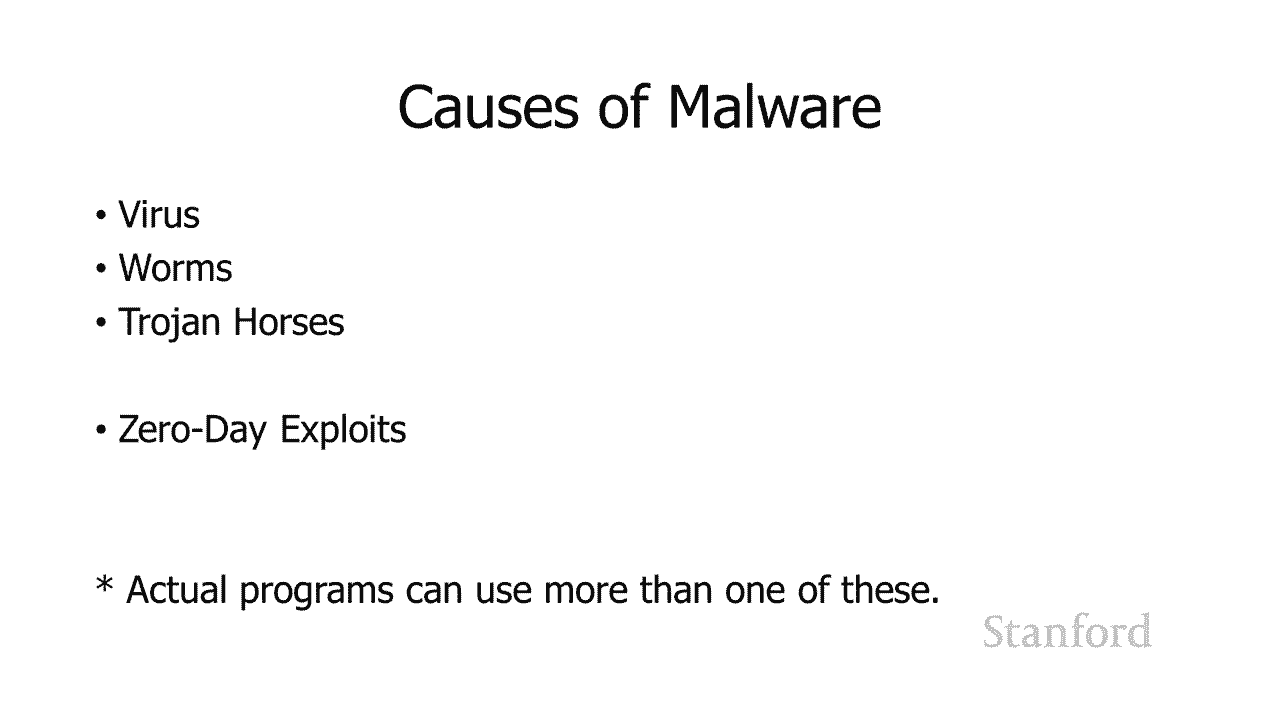 Causes of Malware
• Virus
• Worms
• Trojan Horses
• Zero-Day Exploits
* Actual programs can use more than one of these.
Stanford